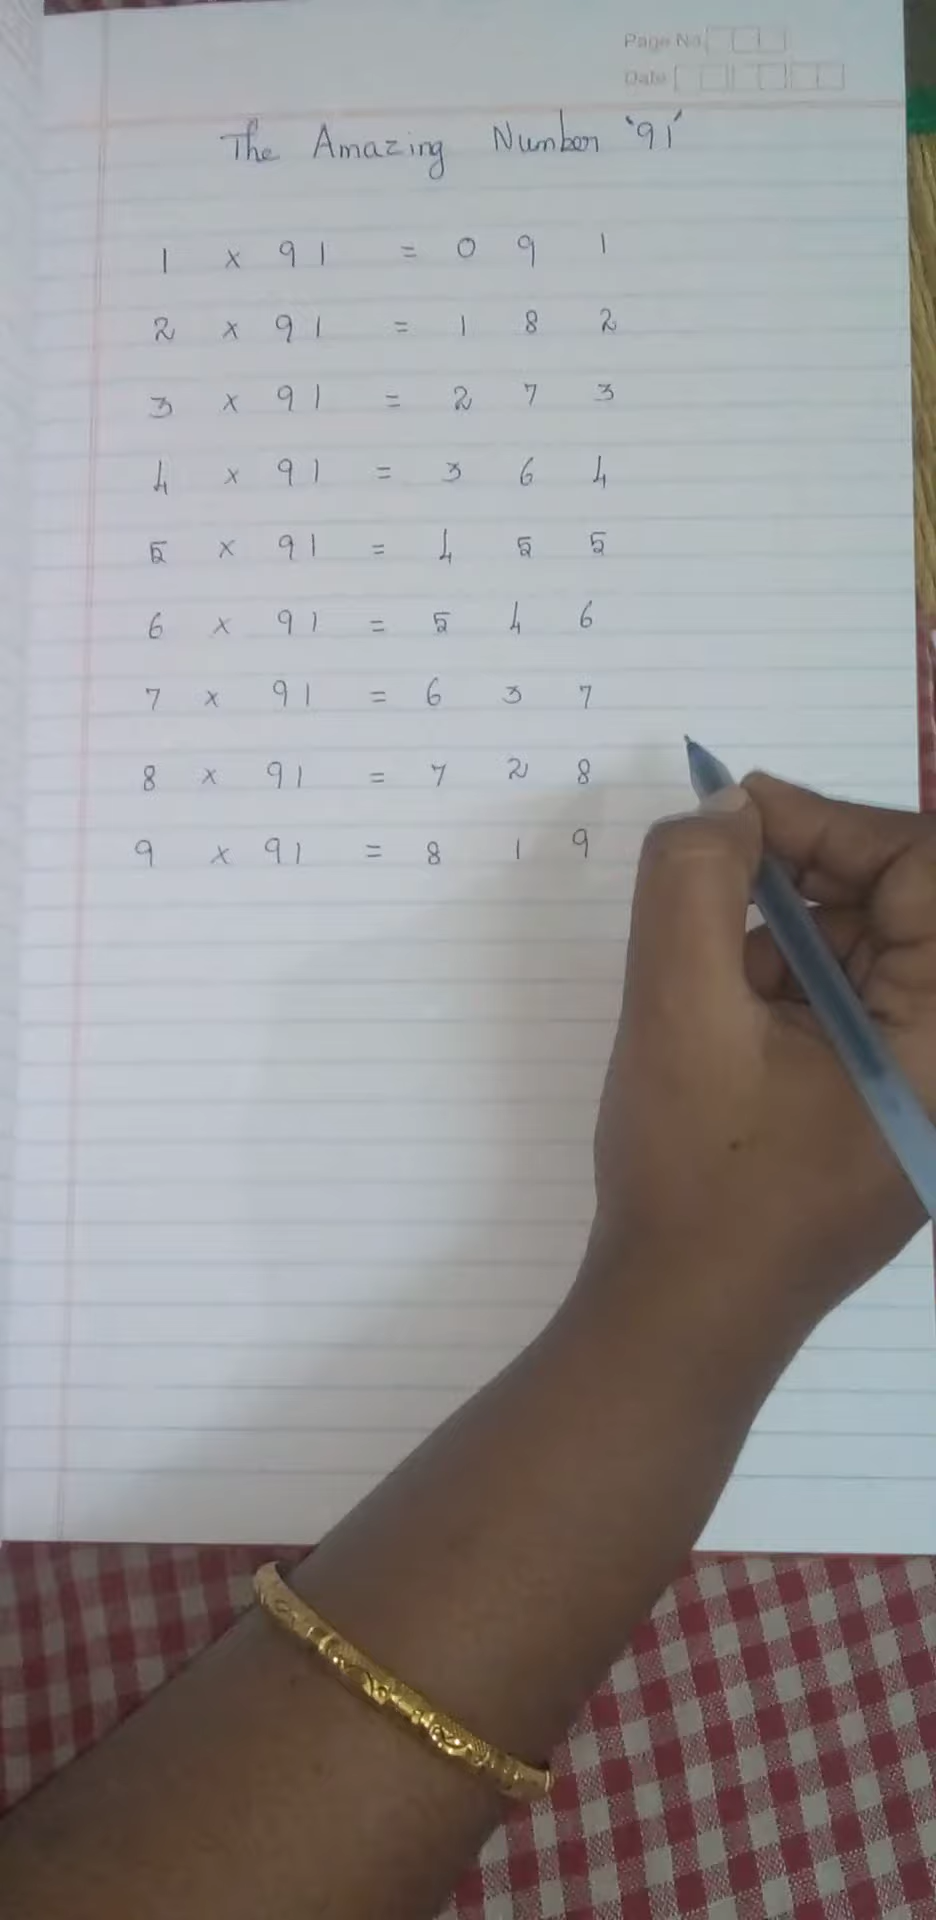 Page No
Date
The Amazing Number '91'
1 x 91 = 0 9 1
2 x 91 = 1 8 2
3 x 91 = 2 7 3
4 x 91 = 3 6 4
5 x 91 = 4 5 5
6 x 91 = 5 4 6
7 x 91 = 6 3 7
8 x 91 = 7 2 8
9 x 91 = 8 1 9